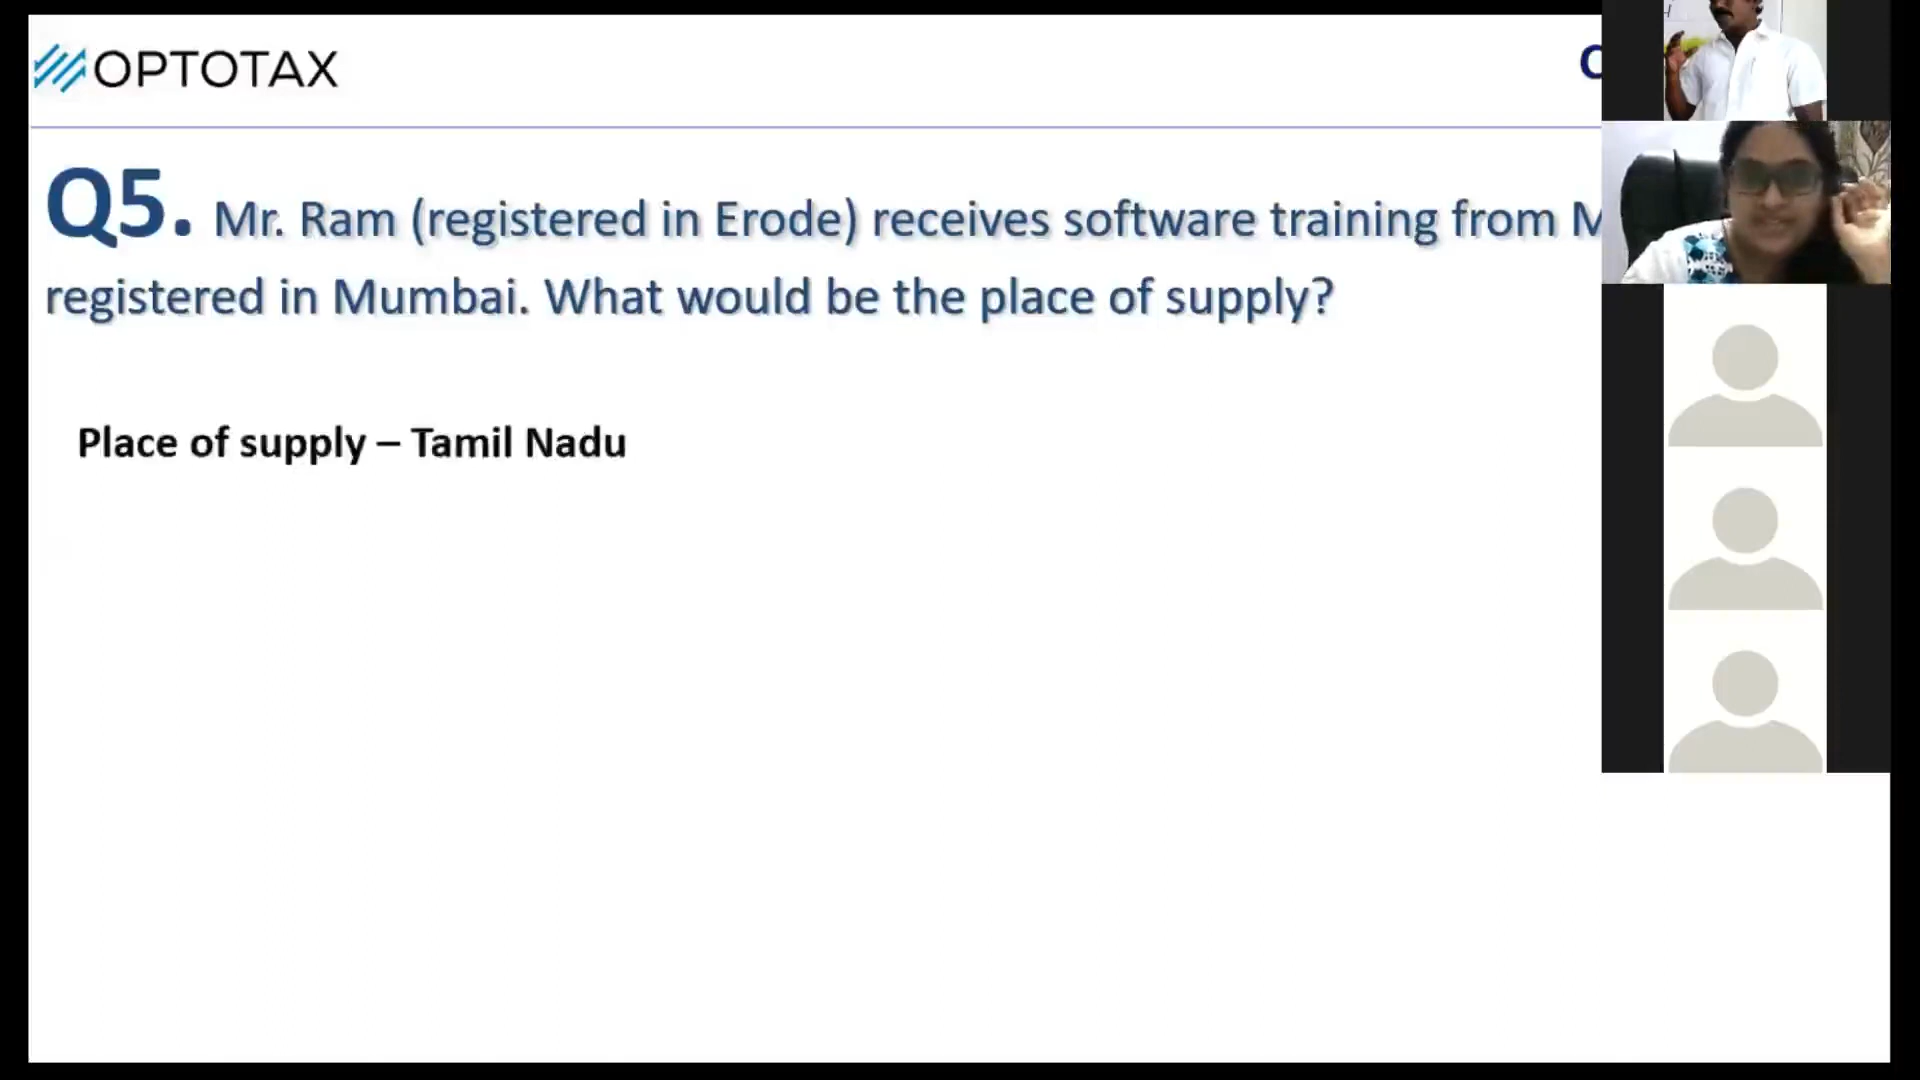 OPTOTAX
Q5. Mr. Ram (registered in Erode) receives software training from
registered in Mumbai. What would be the place of supply?
Place of supply – Tamil Nadu